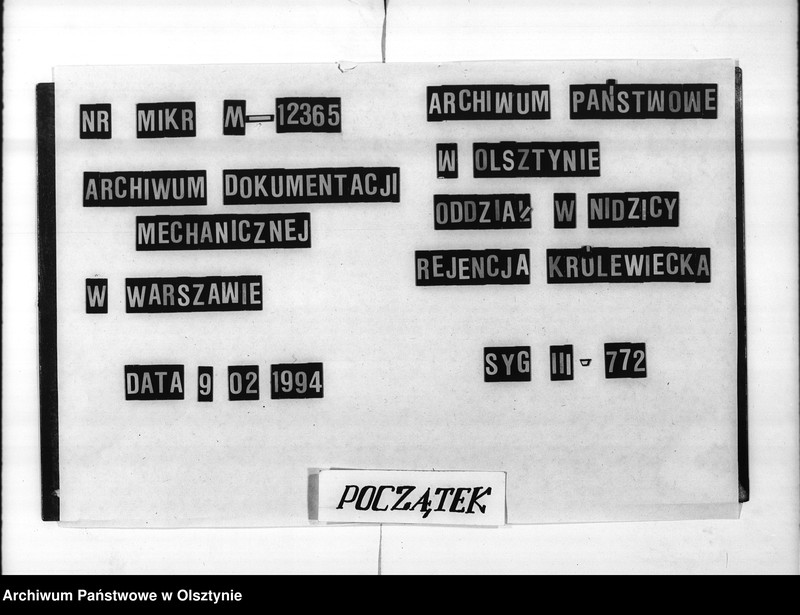 NR MIKR M—12365
ARCHIWUM DOKUMENTACJI
MECHANICZNEJ
W WARSZAWIE
DATA 9 02 1994
ARCHIWUM PAŃSTWOWE
W OLSZTYNIE
ODDZIAŁ W NIDZICY
REJENCJA KRÓLEWIECKA
SYG III - 772
POCZĄTEK
Archiwum Państwowe w Olsztynie